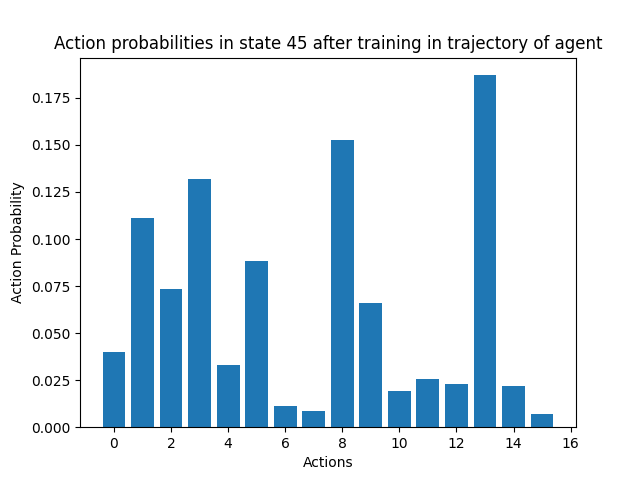 Action probabilities in state 45 after training in trajectory of agent
0.175
0.150
0.125
0.100
0.075
0.050
0.025
0.000
Action Probability
0 2 4 6 8 10 12 14 16
Actions